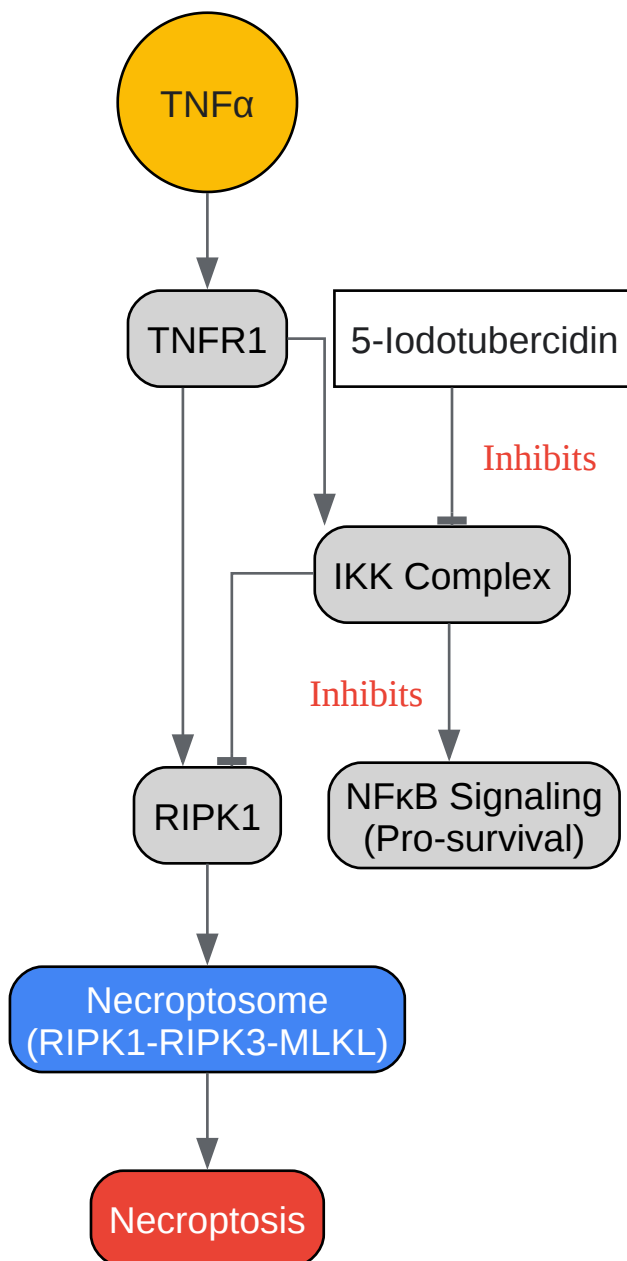 TNFα
TNFR1
5-Iodotubercidin
Inhibits
IKK Complex
Inhibits
RIPK1
NFκB Signaling
(Pro-survival)
Necroptosome
(RIPK1-RIPK3-MLKL)
Necroptosis